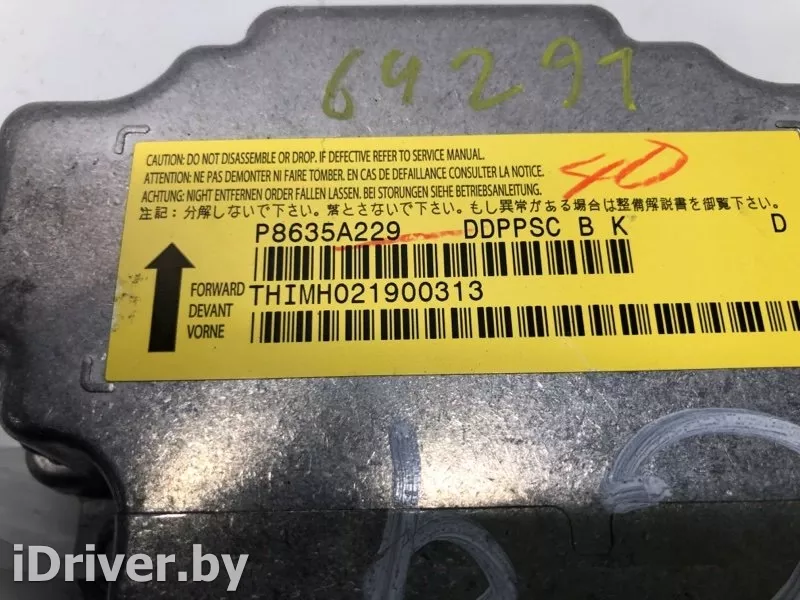 64291
CAUTION: DO NOT DISASSEMBLE OR DROP. IF DEFECTIVE REFER TO SERVICE MANUAL.
ATTENTION: NE PAS DEMONTER NI FAIRE TOMBER. EN CAS DE DEFAILLANCE CONSULTER LA NOTICE.
ACHTUNG: NIGHT ENTFERNEN ORDER FALLEN LASSEN. BEI STORUNGEN SIEHE BETRIEBSANLEITUNG.
4D
注記: 分解しないで下さい。落とさないで下さい。もし異常がある場合は整備解説書を御覧下さい。
P8635A229 DDPPSC B K D
FORWARD
DEVANT
VORNE
THIMH021900313
iDriver.by